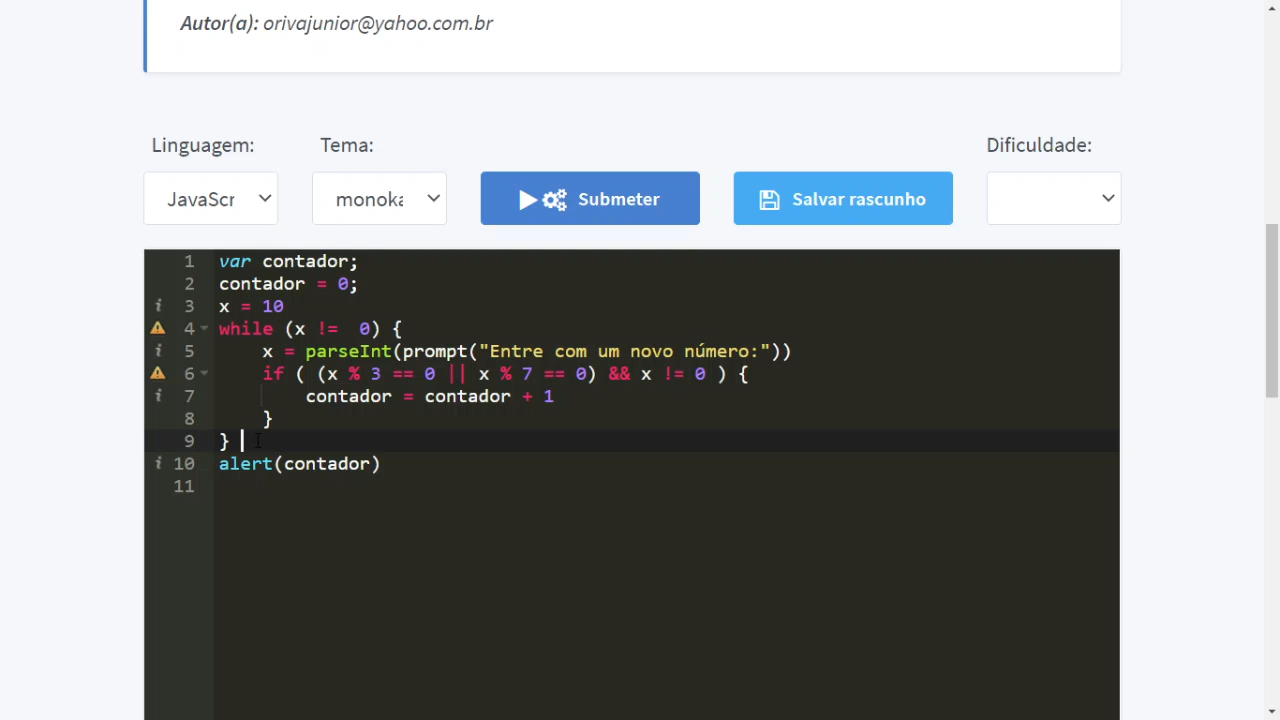 Autor(a): orivajunior@yahoo.com.br
Linguagem: Tema: Dificuldade:
JavaScr monoka Submeter Salvar rascunho
1 var contador;
2 contador = 0;
3 x = 10
4 while (x !=  0) {
5     x = parseInt(prompt("Entre com um novo número:"))
6     if ( (x % 3 == 0 || x % 7 == 0) && x != 0 ) {
7         contador = contador + 1
8     }
9 }
10 alert(contador)
11